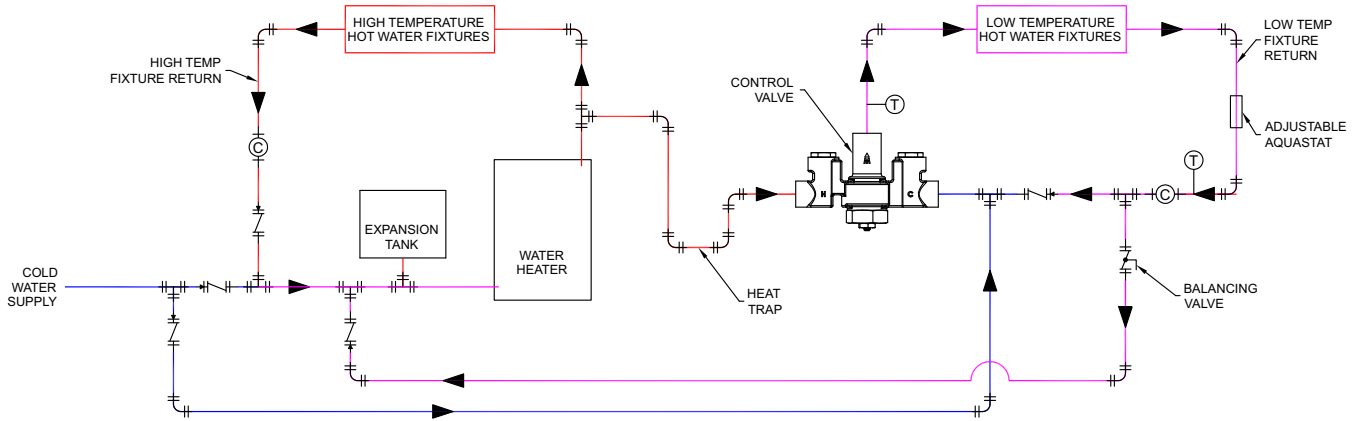 HIGH TEMPERATURE
HOT WATER FIXTURES
LOW TEMPERATURE
HOT WATER FIXTURES
HIGH TEMP
FIXTURE RETURN
LOW TEMP
FIXTURE
RETURN
CONTROL
VALVE
T
ADJUSTABLE
AQUASTAT
C
T
H
C
C
EXPANSION
TANK
WATER
HEATER
COLD
WATER
SUPPLY
HEAT
TRAP
BALANCING
VALVE